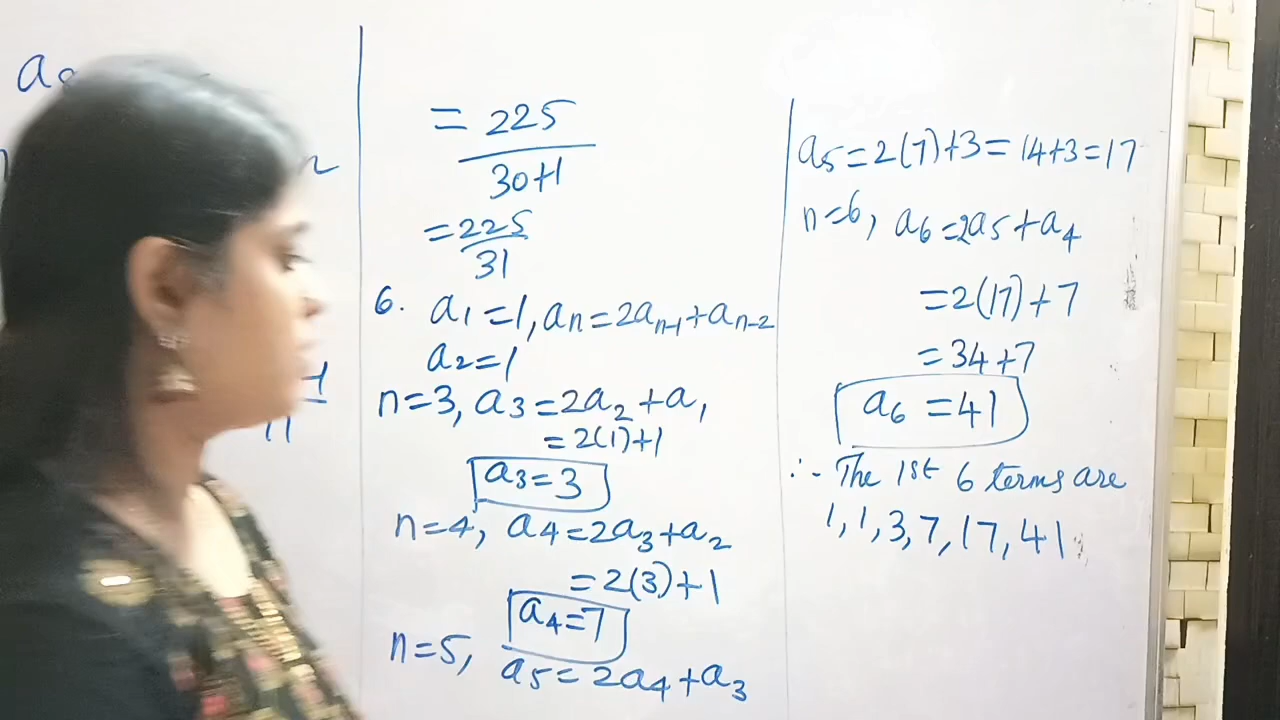 = 225
30+1
= 225
31
6. a₁ = 1, aₙ = 2aₙ₋₁ + aₙ₋₂
a₂ = 1
n=3, a₃ = 2a₂ + a₁
= 2(1)+1
a₃ = 3
n=4, a₄ = 2a₃ + a₂
= 2(3)+1
a₄ = 7
n=5, a₅ = 2a₄ + a₃
a₅ = 2(7)+3 = 14+3 = 17
n=6, a₆ = 2a₅ + a₄
= 2(17)+7
= 34+7
a₆ = 41
∴ The 1st 6 terms are
1, 1, 3, 7, 17, 41